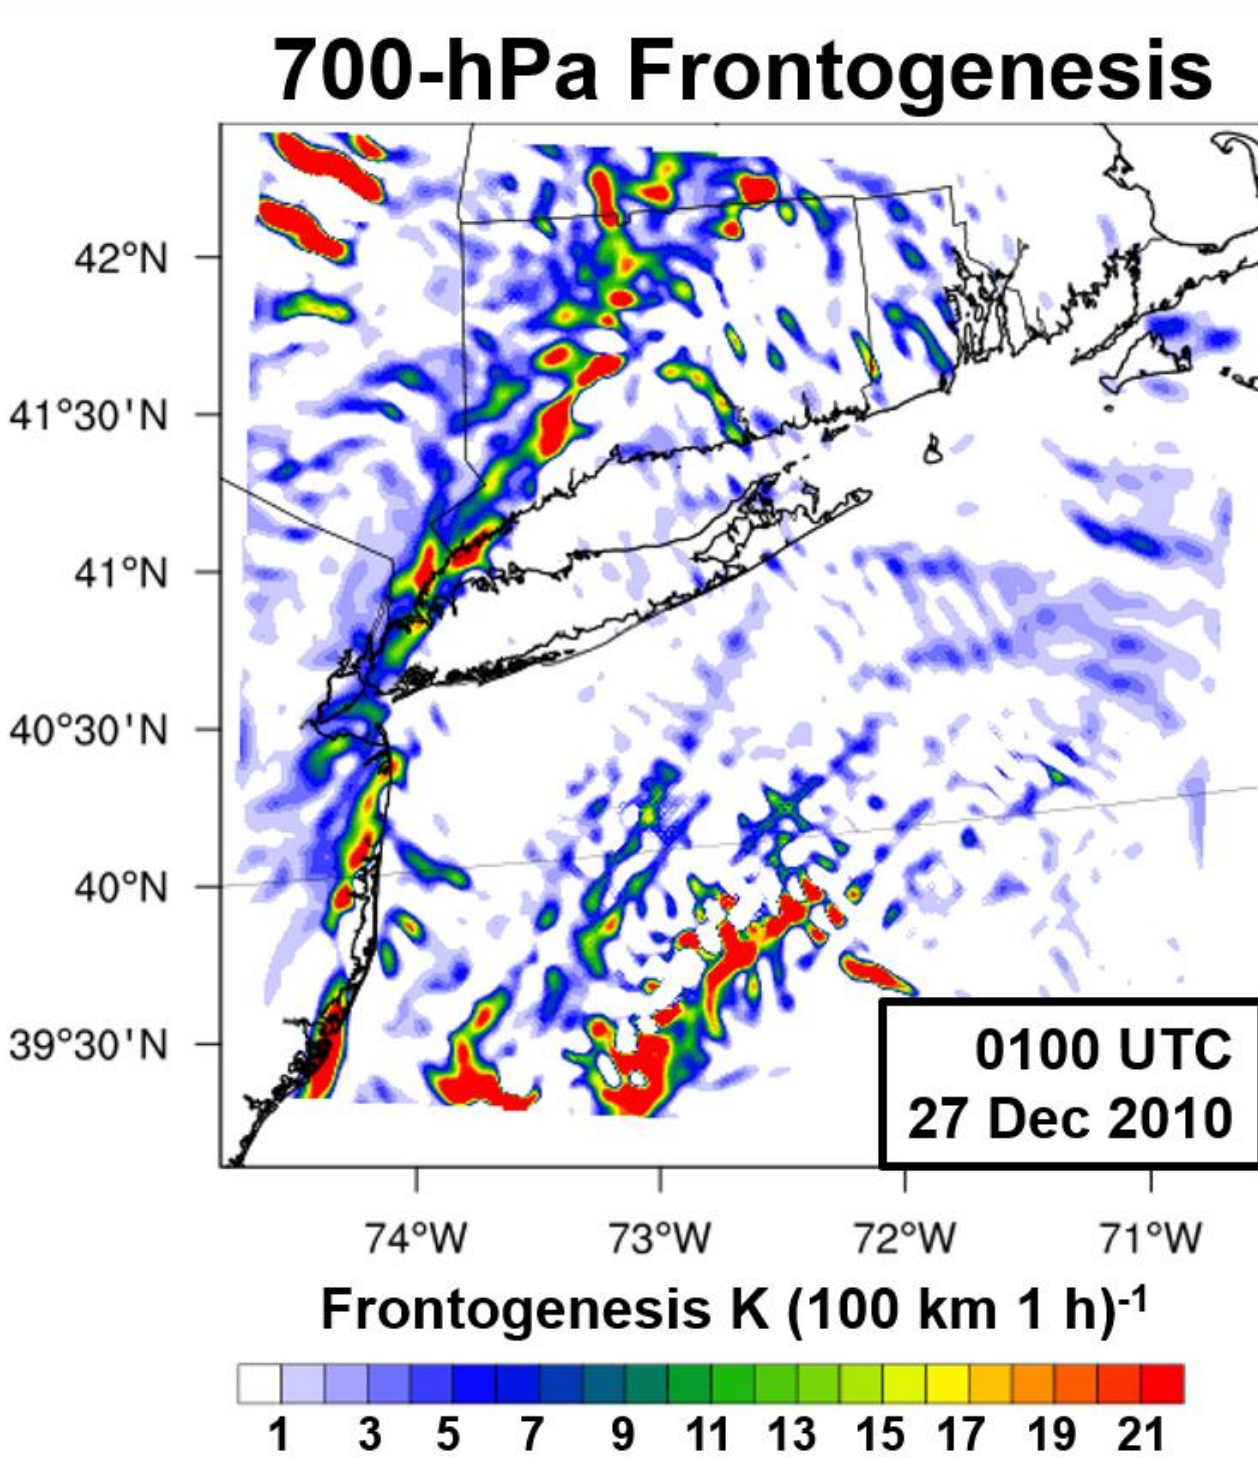 700-hPa Frontogenesis
42°N
41°30'N
41°N
40°30'N
40°N
39°30'N
0100 UTC
27 Dec 2010
74°W 73°W 72°W 71°W
Frontogenesis K (100 km 1 h)-1
1 3 5 7 9 11 13 15 17 19 21